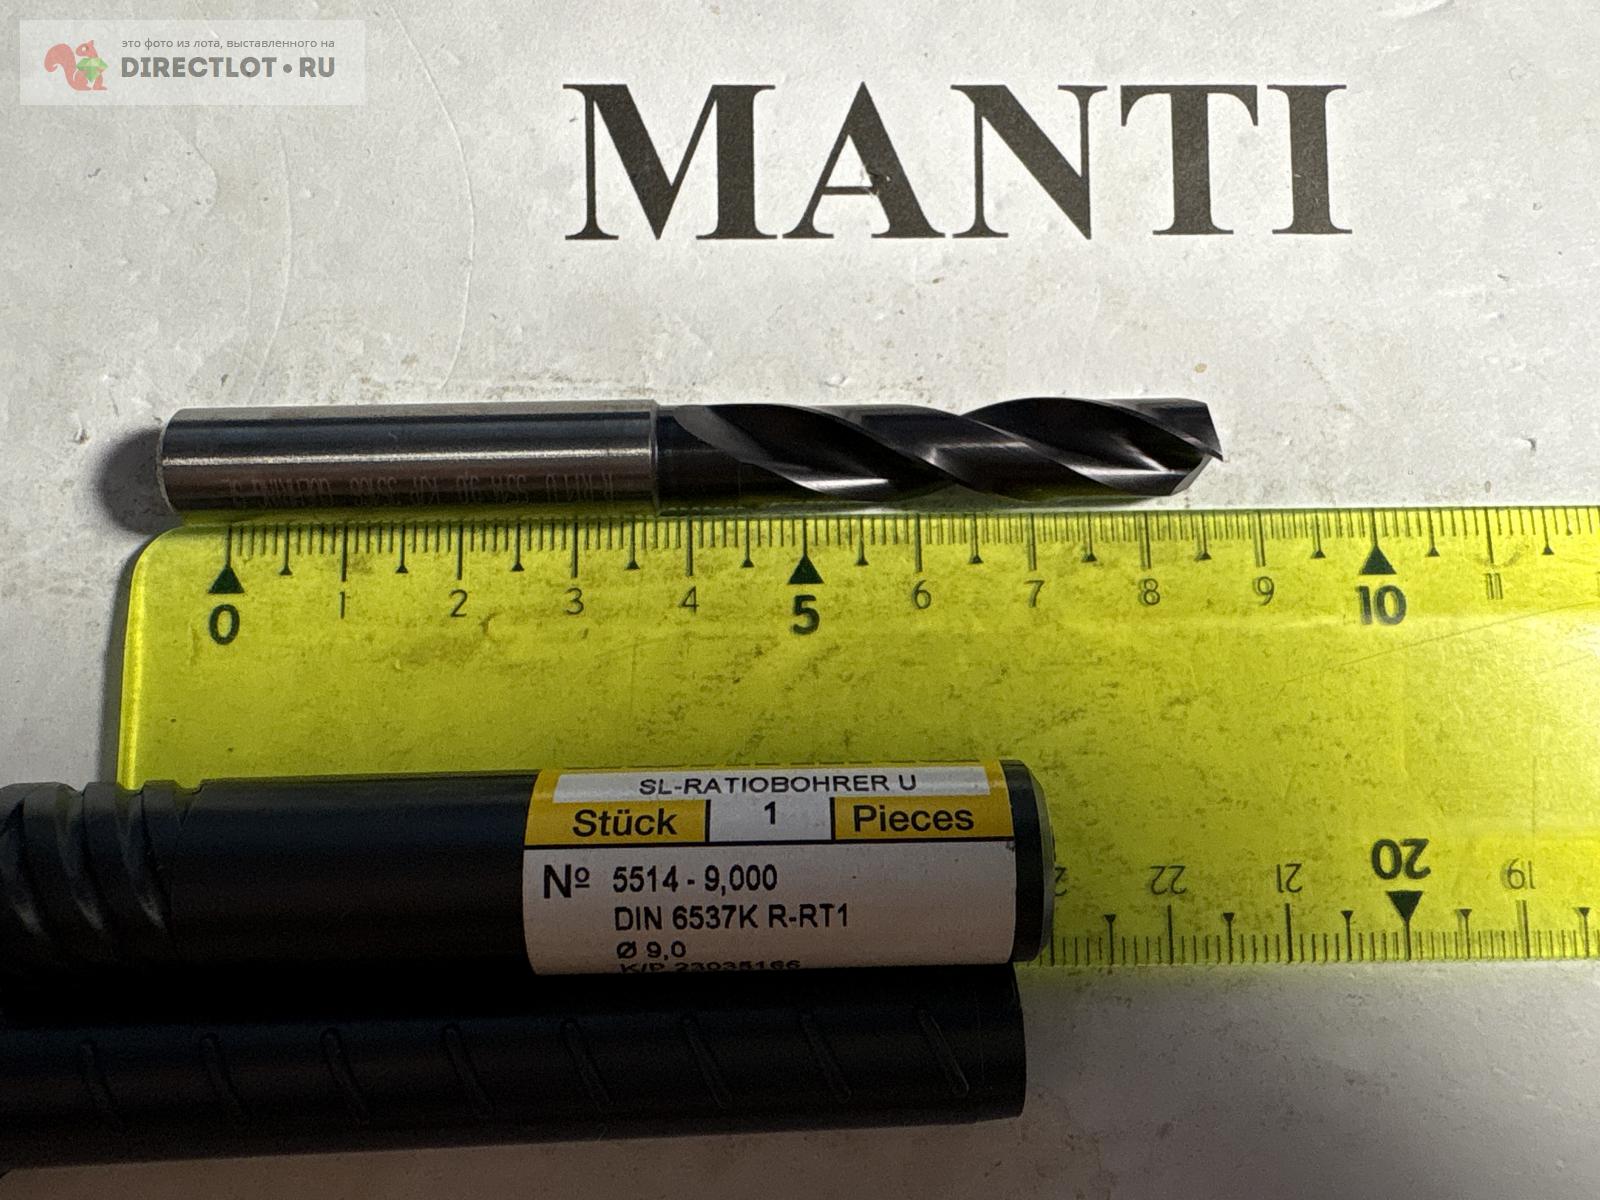 это фото из лота, выставленного на
DIRECTLOT•RU
MANTI
0 1 2 3 4 5 6 7 8 9 10 11
SL-RATIOBOHRER U
Stück 1 Pieces
Nº 5514 - 9,000
DIN 6537K R-RT1
Ø 9,0
K/P 23035166
22 21 20 19